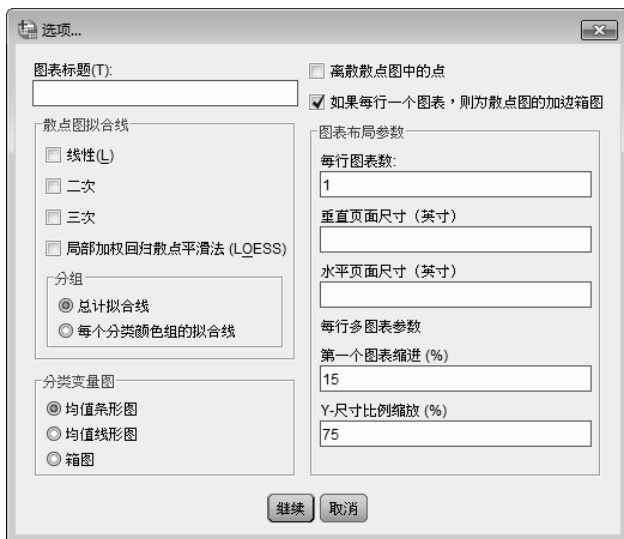 选项...
图表标题(T):
散点图拟合线
线性(L)
二次
三次
局部加权回归散点平滑法 (LOESS)
分组
总计拟合线
每个分类颜色组的拟合线
分类变量图
均值条形图
均值线形图
箱图
离散散点图中的点
如果每行一个图表，则为散点图的加边箱图
图表布局参数
每行图表数:
1
垂直页面尺寸（英寸）
水平页面尺寸（英寸）
每行多图表参数
第一个图表缩进 (%)
15
Y-尺寸比例缩放 (%)
75
继续
取消